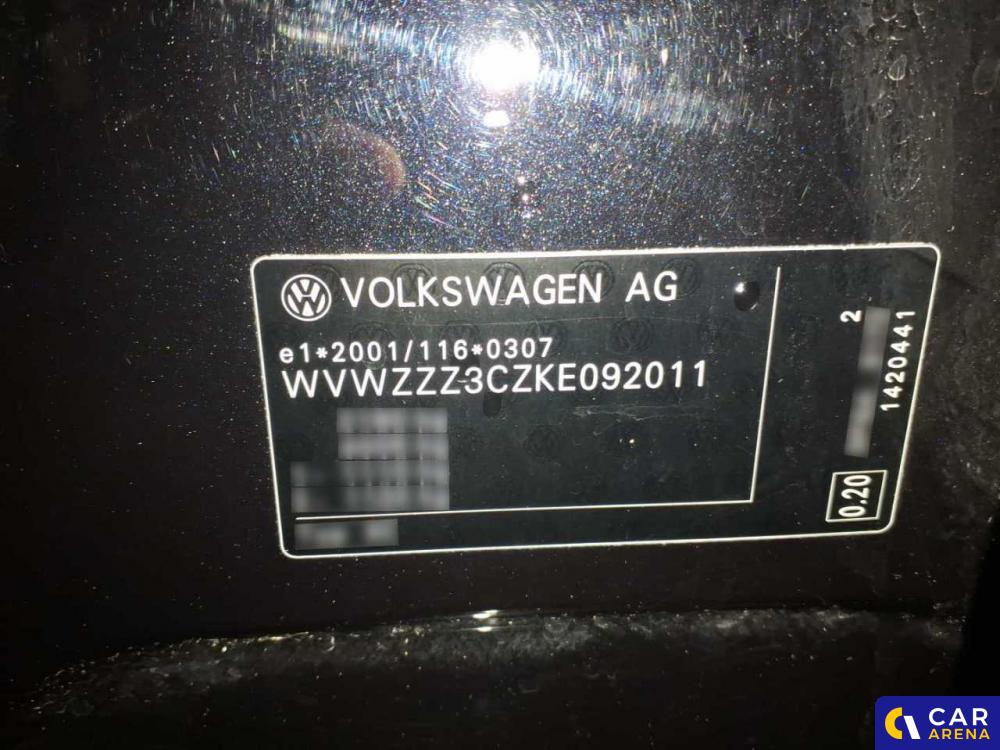 VOLKSWAGEN AG
e1*2001/116*0307
WVWZZZ3CZKE092011
2
1420441
0.20
CAR
ARENA